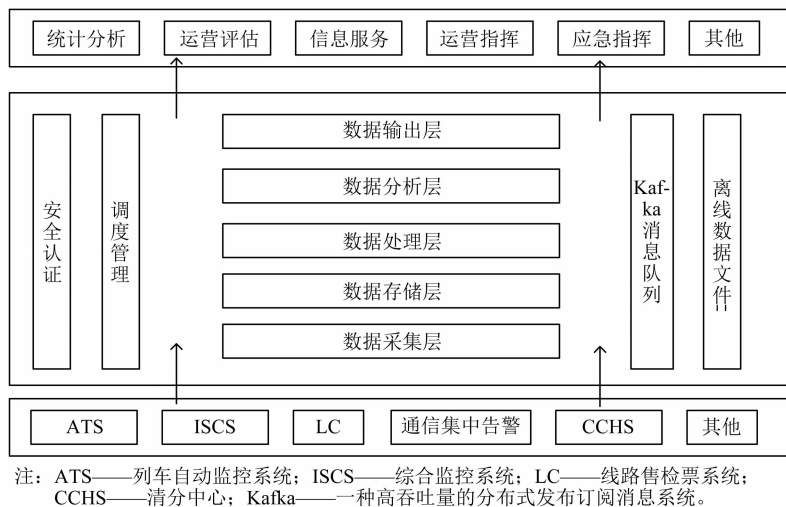 统计分析 运营评估 信息服务 运营指挥 应急指挥 其他
安全认证
调度管理
数据输出层
数据分析层
数据处理层
数据存储层
数据采集层
Kaf-
ka
消息队列
离线数据文件
ATS ISCS LC 通信集中告警 CCHS 其他
注：ATS——列车自动监控系统；ISCS——综合监控系统；LC——线路售检票系统；
CCHS——清分中心；Kafka——一种高吞吐量的分布式发布订阅消息系统。